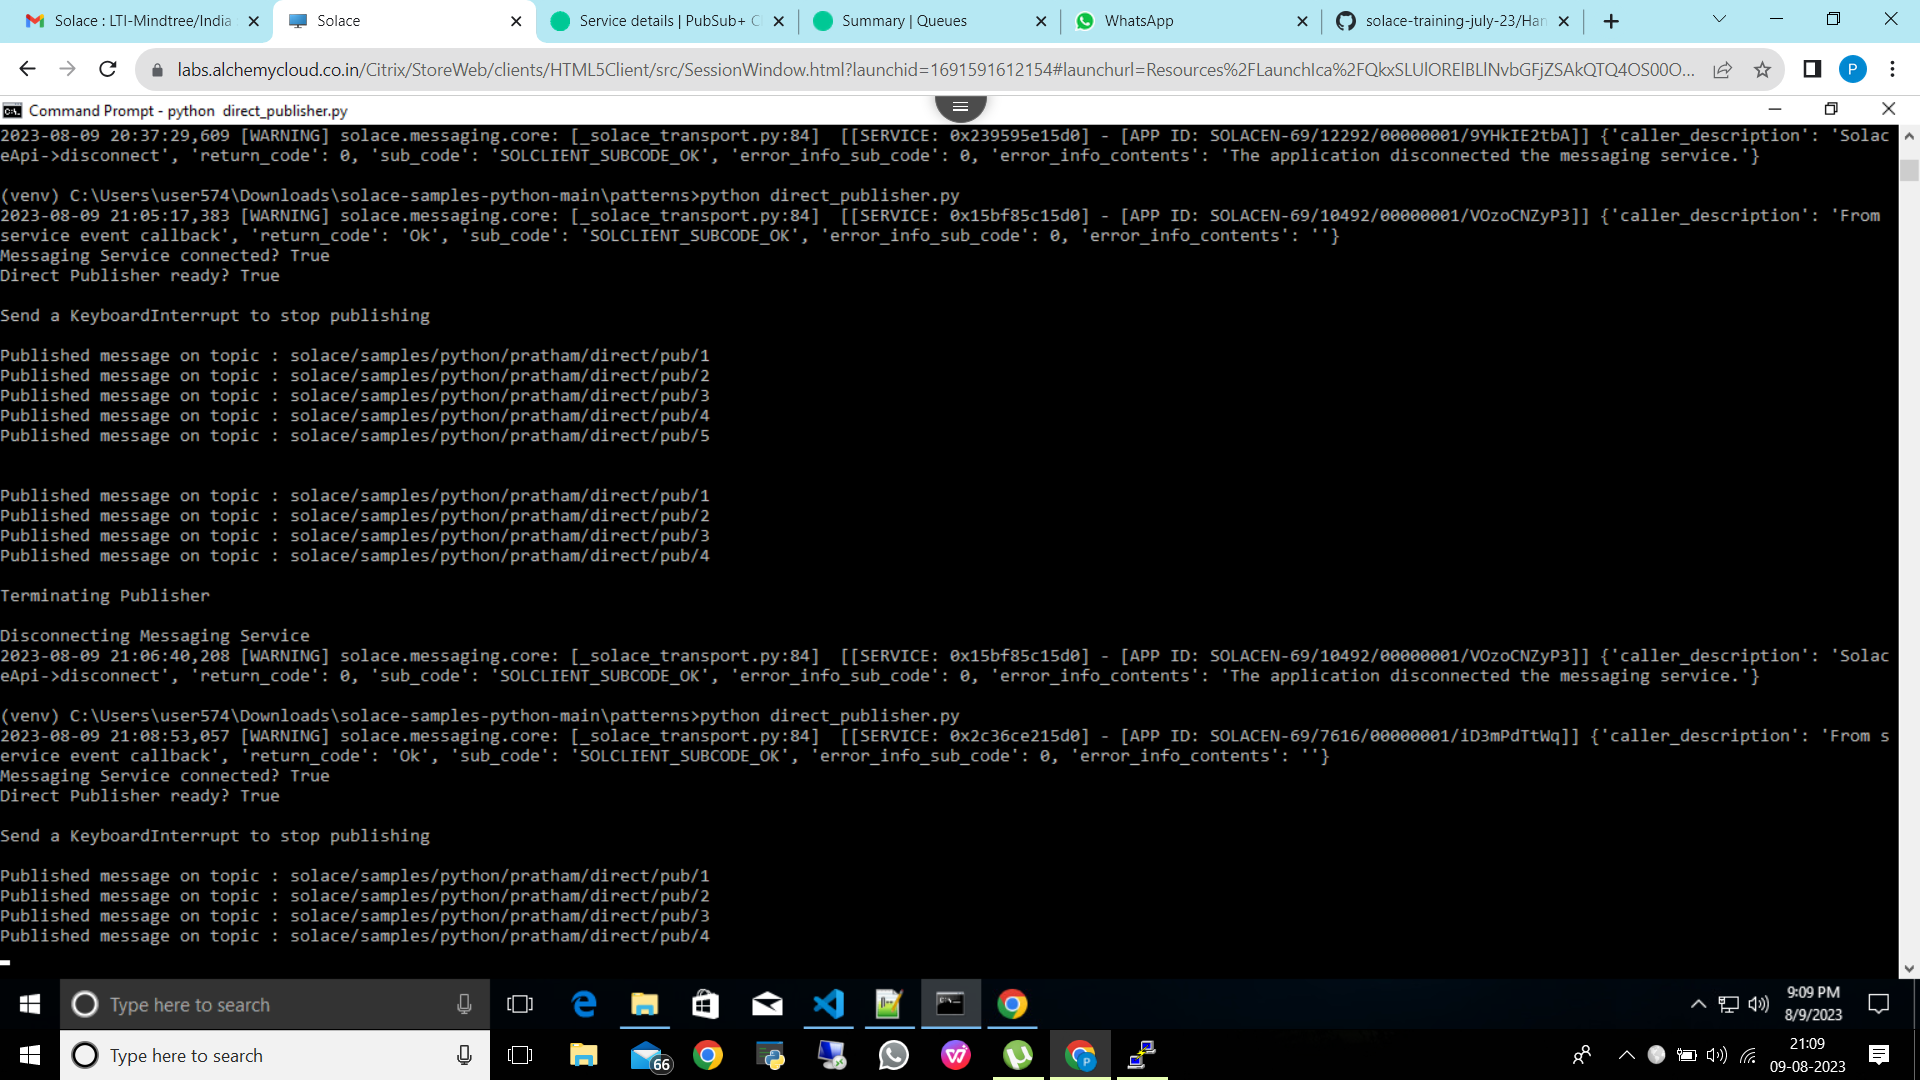 Solace : LTI-Mindtree/India
Solace
Service details | PubSub+ C
Summary | Queues
WhatsApp
solace-training-july-23/Han
labs.alchemycloud.co.in/Citrix/StoreWeb/clients/HTML5Client/src/SessionWindow.html?launchid=1691591612154#launchurl=Resources%2FLaunchIca%2FQkxSLUlORElBLlNvbGFjZSAkQTQ4OS00O...
P
Command Prompt - python  direct_publisher.py
2023-08-09 20:37:29,609 [WARNING] solace.messaging.core: [_solace_transport.py:84]  [[SERVICE: 0x239595e15d0] - [APP ID: SOLACEN-69/12292/00000001/9YHkIE2tbA]] {'caller_description': 'Solac
eApi->disconnect', 'return_code': 0, 'sub_code': 'SOLCLIENT_SUBCODE_OK', 'error_info_sub_code': 0, 'error_info_contents': 'The application disconnected the messaging service.'}
(venv) C:\Users\user574\Downloads\solace-samples-python-main\patterns>python direct_publisher.py
2023-08-09 21:05:17,383 [WARNING] solace.messaging.core: [_solace_transport.py:84]  [[SERVICE: 0x15bf85c15d0] - [APP ID: SOLACEN-69/10492/00000001/VOzoCNZyP3]] {'caller_description': 'From
service event callback', 'return_code': 'Ok', 'sub_code': 'SOLCLIENT_SUBCODE_OK', 'error_info_sub_code': 0, 'error_info_contents': ''}
Messaging Service connected? True
Direct Publisher ready? True
Send a KeyboardInterrupt to stop publishing
Published message on topic : solace/samples/python/pratham/direct/pub/1
Published message on topic : solace/samples/python/pratham/direct/pub/2
Published message on topic : solace/samples/python/pratham/direct/pub/3
Published message on topic : solace/samples/python/pratham/direct/pub/4
Published message on topic : solace/samples/python/pratham/direct/pub/5
Published message on topic : solace/samples/python/pratham/direct/pub/1
Published message on topic : solace/samples/python/pratham/direct/pub/2
Published message on topic : solace/samples/python/pratham/direct/pub/3
Published message on topic : solace/samples/python/pratham/direct/pub/4
Terminating Publisher
Disconnecting Messaging Service
2023-08-09 21:06:40,208 [WARNING] solace.messaging.core: [_solace_transport.py:84]  [[SERVICE: 0x15bf85c15d0] - [APP ID: SOLACEN-69/10492/00000001/VOzoCNZyP3]] {'caller_description': 'Solac
eApi->disconnect', 'return_code': 0, 'sub_code': 'SOLCLIENT_SUBCODE_OK', 'error_info_sub_code': 0, 'error_info_contents': 'The application disconnected the messaging service.'}
(venv) C:\Users\user574\Downloads\solace-samples-python-main\patterns>python direct_publisher.py
2023-08-09 21:08:53,057 [WARNING] solace.messaging.core: [_solace_transport.py:84]  [[SERVICE: 0x2c36ce215d0] - [APP ID: SOLACEN-69/7616/00000001/iD3mPdTtWq]] {'caller_description': 'From s
ervice event callback', 'return_code': 'Ok', 'sub_code': 'SOLCLIENT_SUBCODE_OK', 'error_info_sub_code': 0, 'error_info_contents': ''}
Messaging Service connected? True
Direct Publisher ready? True
Send a KeyboardInterrupt to stop publishing
Published message on topic : solace/samples/python/pratham/direct/pub/1
Published message on topic : solace/samples/python/pratham/direct/pub/2
Published message on topic : solace/samples/python/pratham/direct/pub/3
Published message on topic : solace/samples/python/pratham/direct/pub/4
Type here to search
9:09 PM
8/9/2023
Type here to search
66
P
21:09
09-08-2023